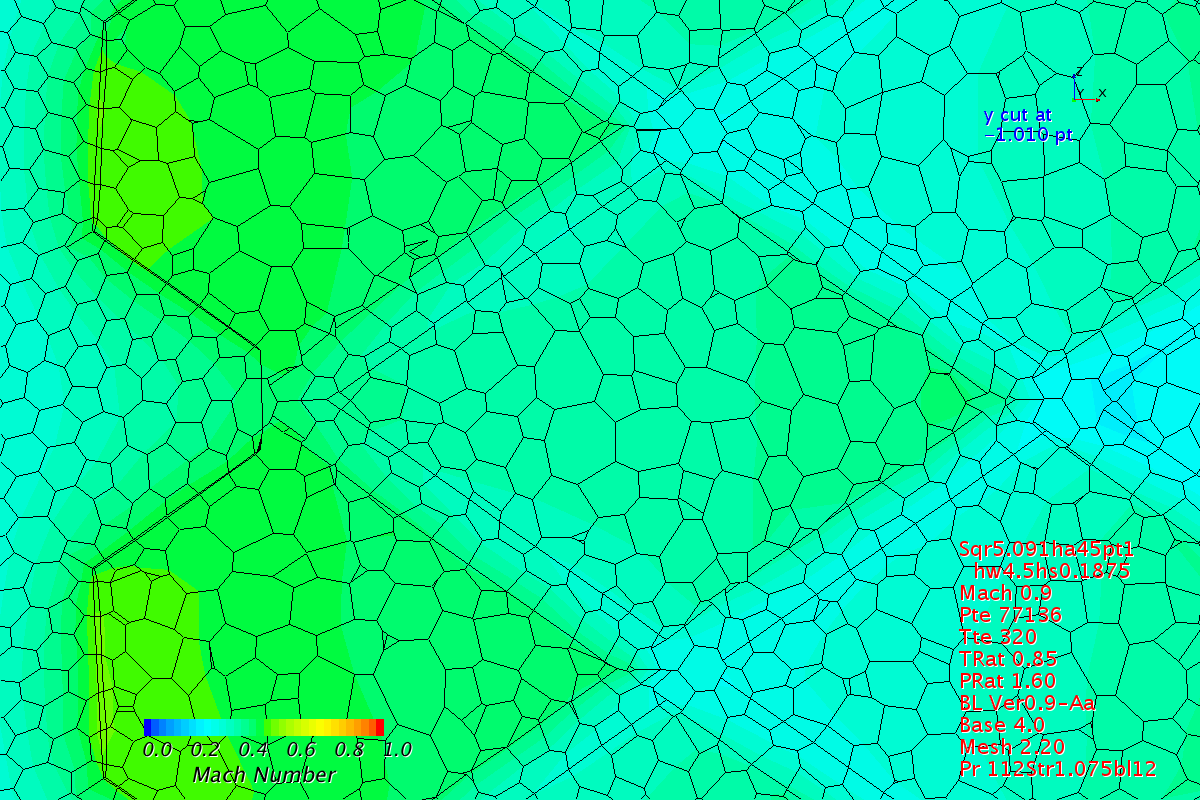 Z
Y X
y cut at
-1.010 pt
Sqr5.091ha45pt1
hw4.5hs0.1875
Mach 0.9
Pte 77136
Tte 320
TRat 0.85
PRat 1.60
BL Ver0.9-Aa
Base 4.0
Mesh 2.20
Pr 112Str1.075bl12
0.0 0.2 0.4 0.6 0.8 1.0
Mach Number